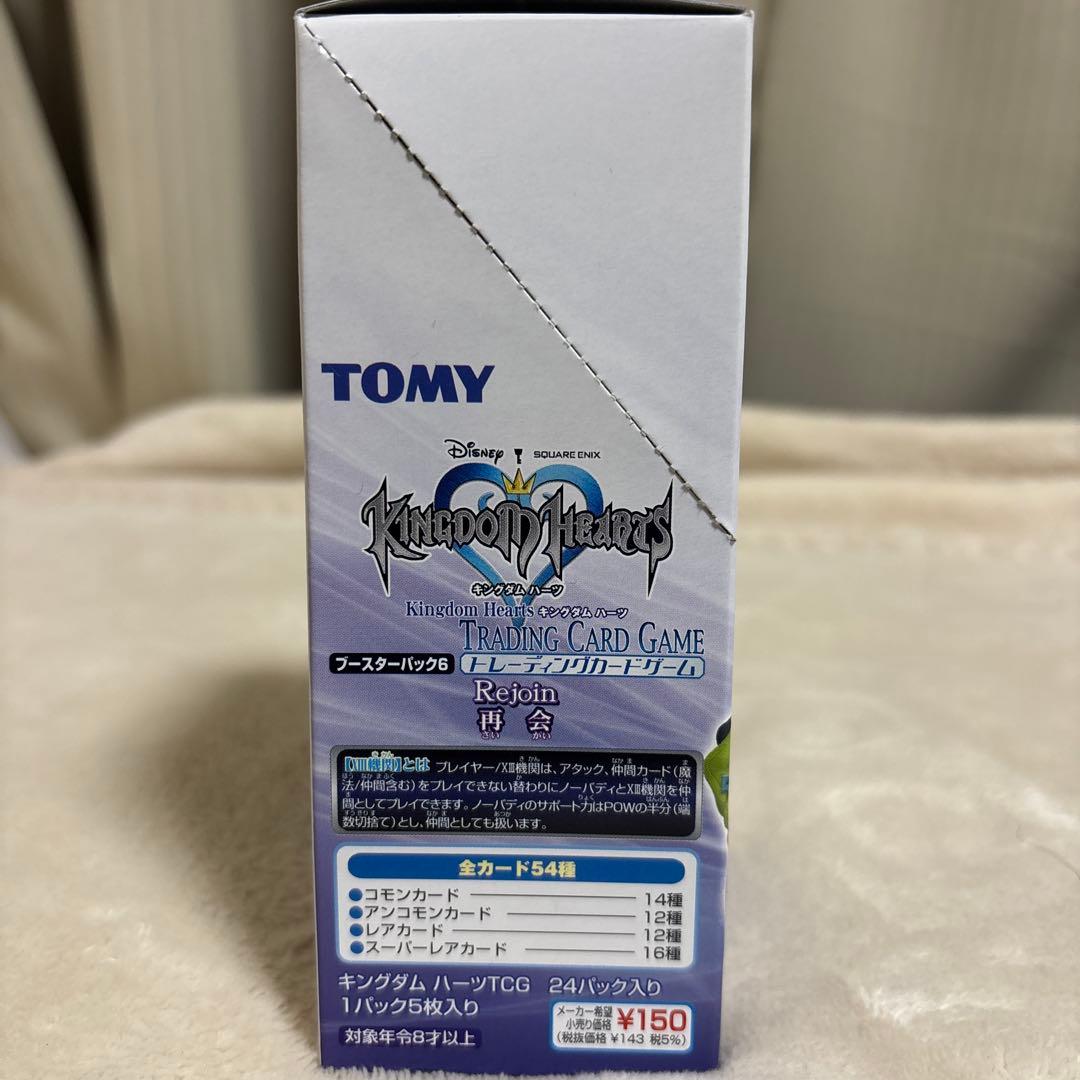 TOMY
Disney SQUARE ENIX
KINGDOM HEARTS
キングダム ハーツ
Kingdom Hearts キングダム ハーツ
TRADING CARD GAME
ブースターパック6 トレーディングカードゲーム
Rejoin
再会
さい かい
【XⅢ機関】とは プレイヤー/XⅢ機関は、アタック、仲間カード(魔
法/仲間含む)をプレイできない替わりにノーバディとXⅢ機関を仲
間としてプレイできます。ノーバディのサポート力はPOWの半分(端
数切捨て)とし、仲間としても扱います。
全カード54種
●コモンカード 14種
●アンコモンカード 12種
●レアカード 12種
●スーパーレアカード 16種
キングダム ハーツTCG 24パック入り
1パック5枚入り
対象年令8才以上
メーカー希望
小売り価格 ¥150
(税抜価格 ¥143 税5%)